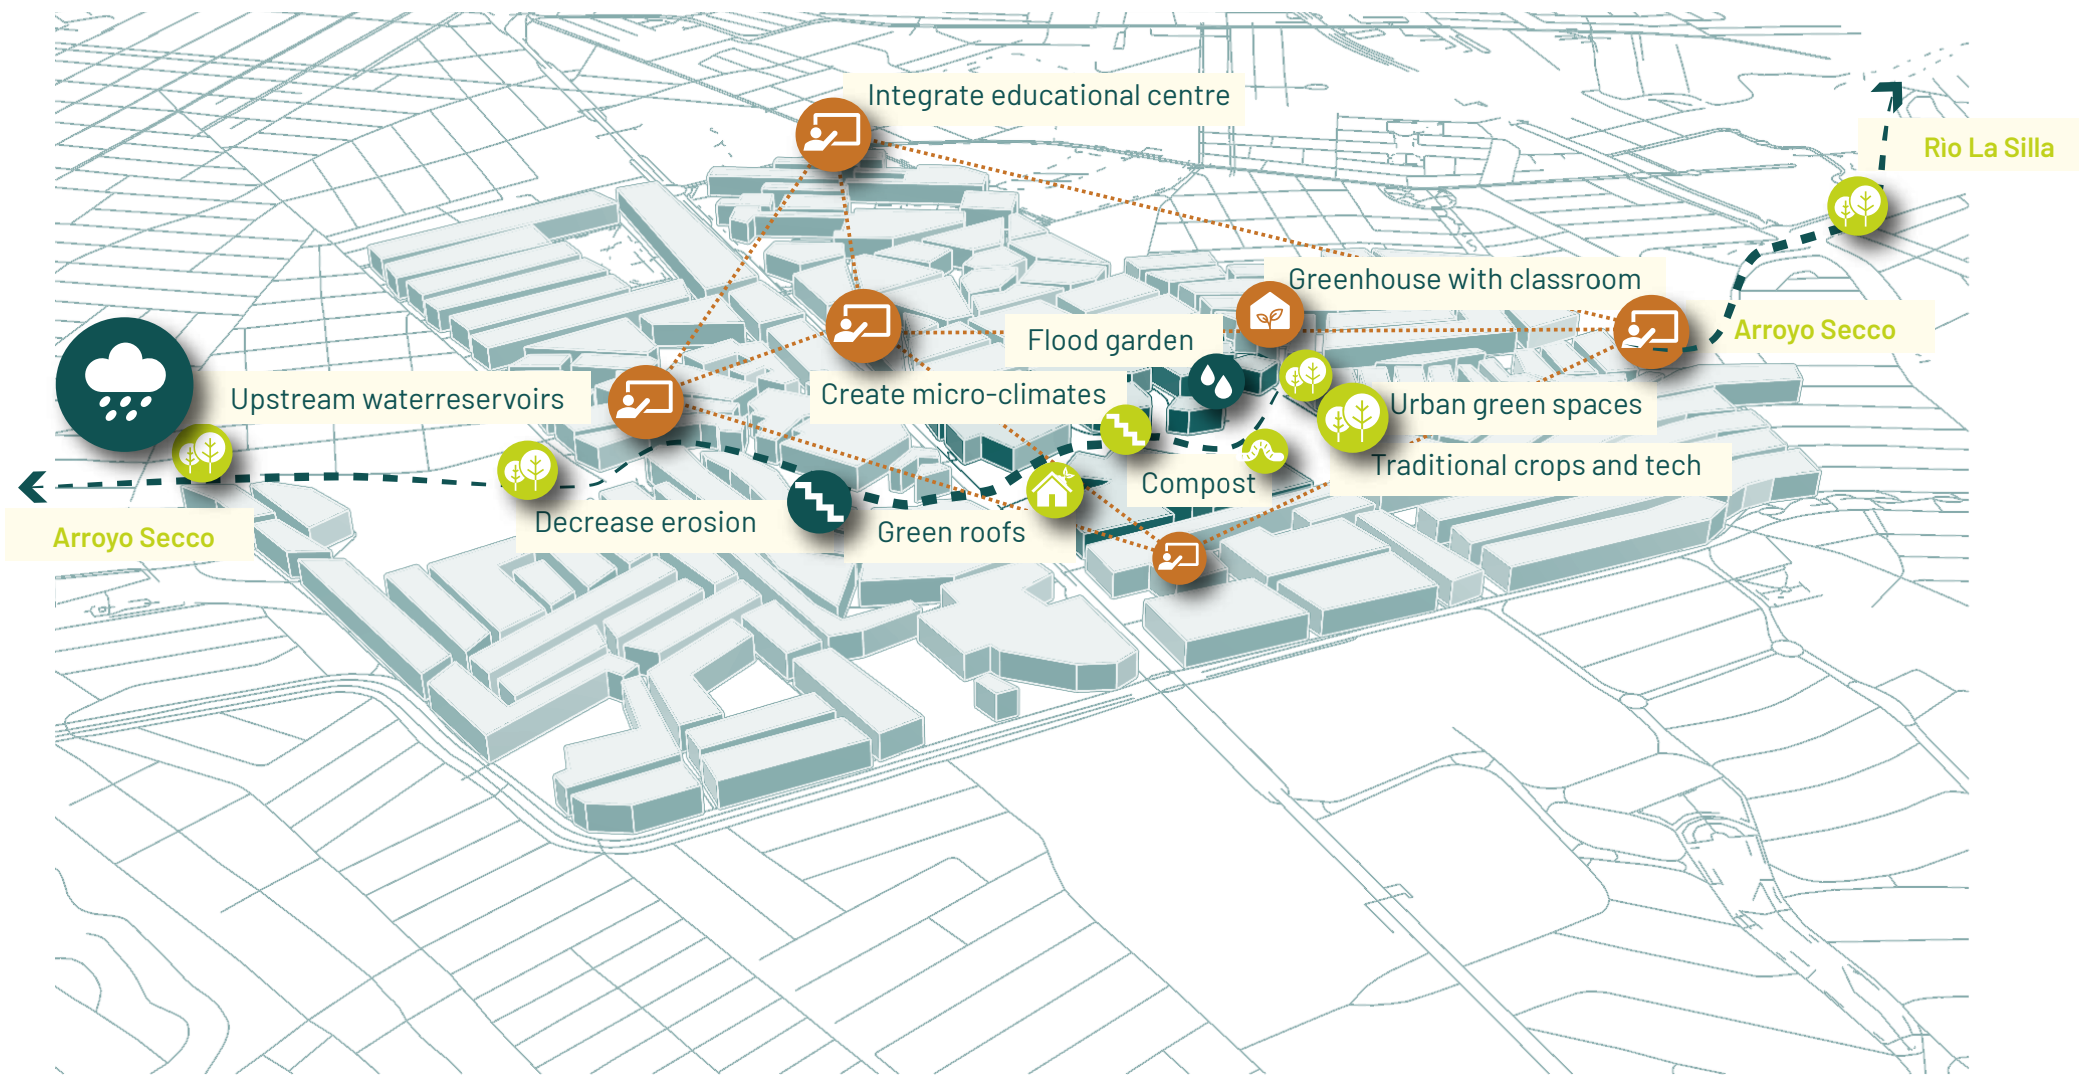 Integrate educational centre
Rìo La Silla
Greenhouse with classroom
Flood garden
Arroyo Secco
Upstream waterreservoirs
Create micro-climates
Urban green spaces
Traditional crops and tech
Compost
Decrease erosion
Green roofs
Arroyo Secco